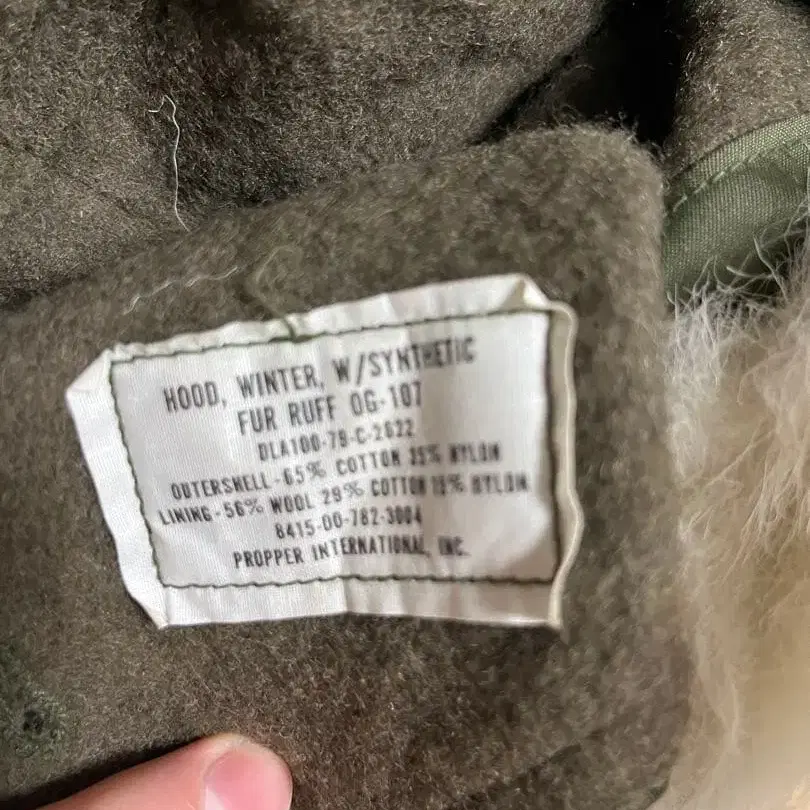 HOOD, WINTER, W/SYNTHETIC
FUR RUFF OG-107
DLA100-79-C-2622
OUTERSHELL-65% COTTON 35% NYLON
LINING-56% WOOL 29% COTTON 15% NYLON
8415-00-782-3004
PROPPER INTERNATIONAL, INC.